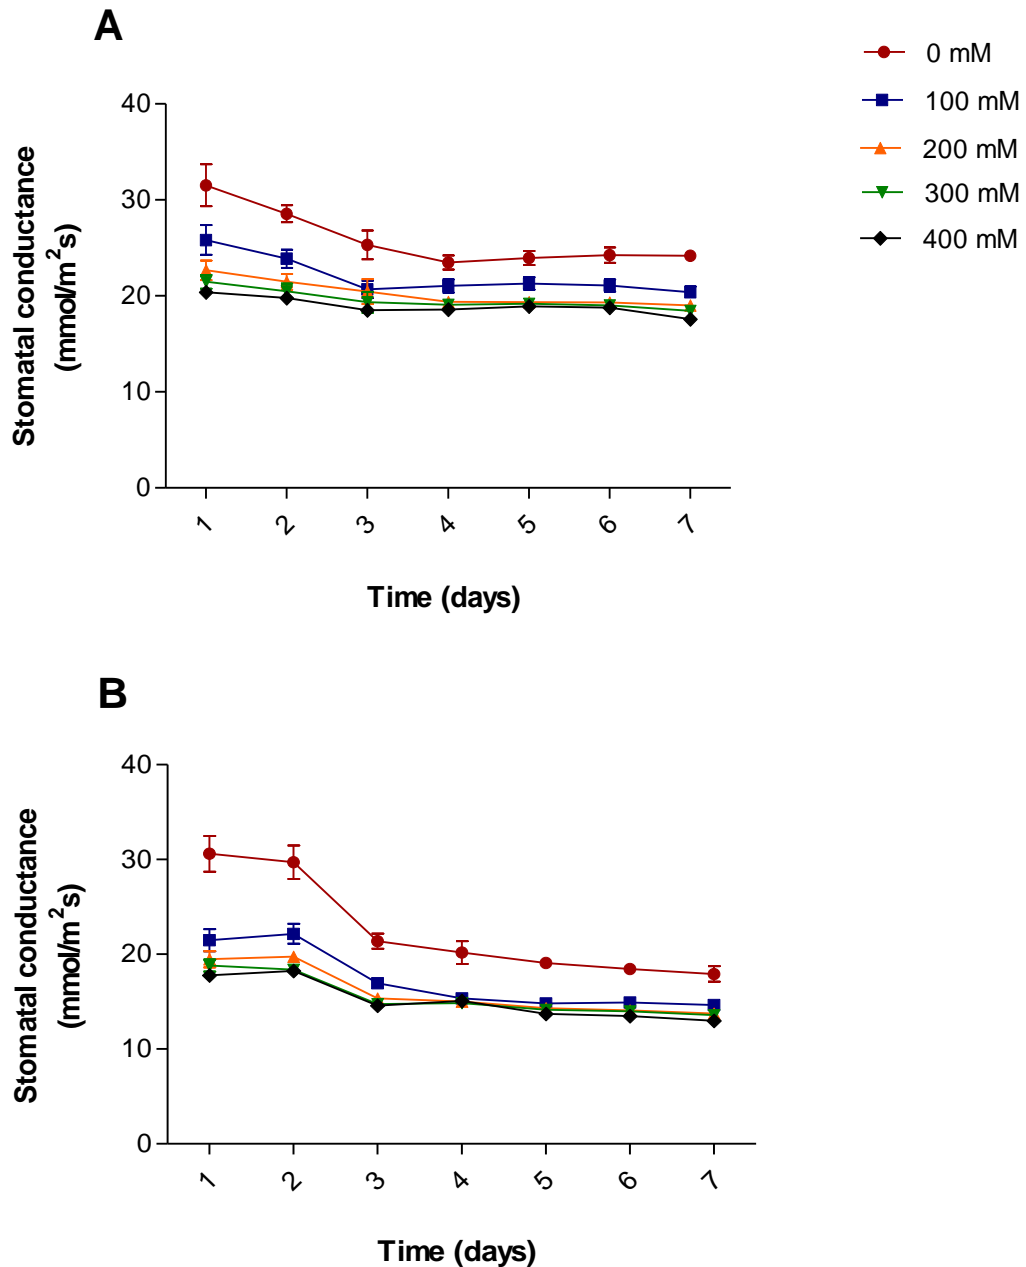 A
0 mM
100 mM
200 mM
300 mM
400 mM
Stomatal conductance
(mmol/m²s)
40
30
20
10
0
1 2 3 4 5 6 7
Time (days)
B
Stomatal conductance
(mmol/m²s)
40
30
20
10
0
1 2 3 4 5 6 7
Time (days)